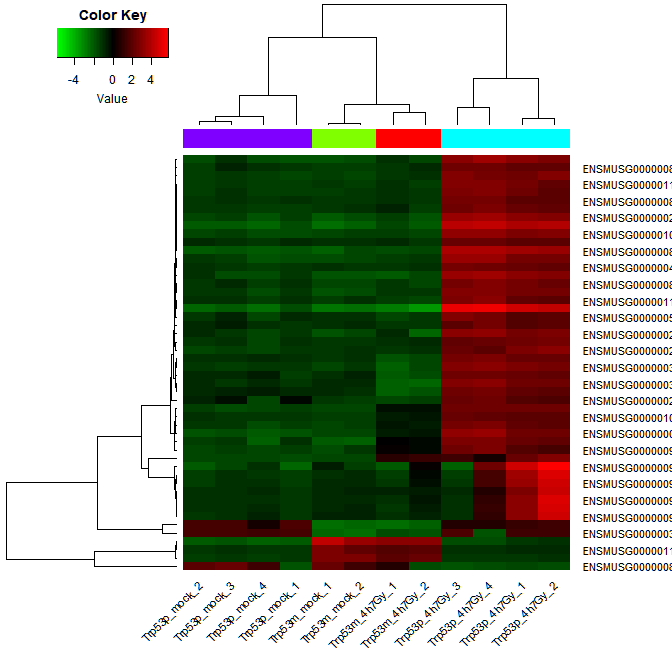 Color Key
-4 0 2 4
Value
ENSMUSG0000008
ENSMUSG0000011
ENSMUSG0000008
ENSMUSG0000002
ENSMUSG0000010
ENSMUSG0000008
ENSMUSG0000004
ENSMUSG0000008
ENSMUSG0000011
ENSMUSG0000005
ENSMUSG0000002
ENSMUSG0000002
ENSMUSG0000003
ENSMUSG0000003
ENSMUSG0000002
ENSMUSG0000010
ENSMUSG0000000
ENSMUSG0000009
ENSMUSG0000009
ENSMUSG0000009
ENSMUSG0000005
ENSMUSG0000009
ENSMUSG0000003
ENSMUSG0000011
ENSMUSG0000008
Trp53p_mock_2
Trp53p_mock_3
Trp53p_mock_4
Trp53p_mock_1
Trp53m_mock_1
Trp53m_mock_2
Trp53m_4h7Gy_1
Trp53m_4h7Gy_2
Trp53p_4h7Gy_3
Trp53p_4h7Gy_4
Trp53p_4h7Gy_1
Trp53p_4h7Gy_2